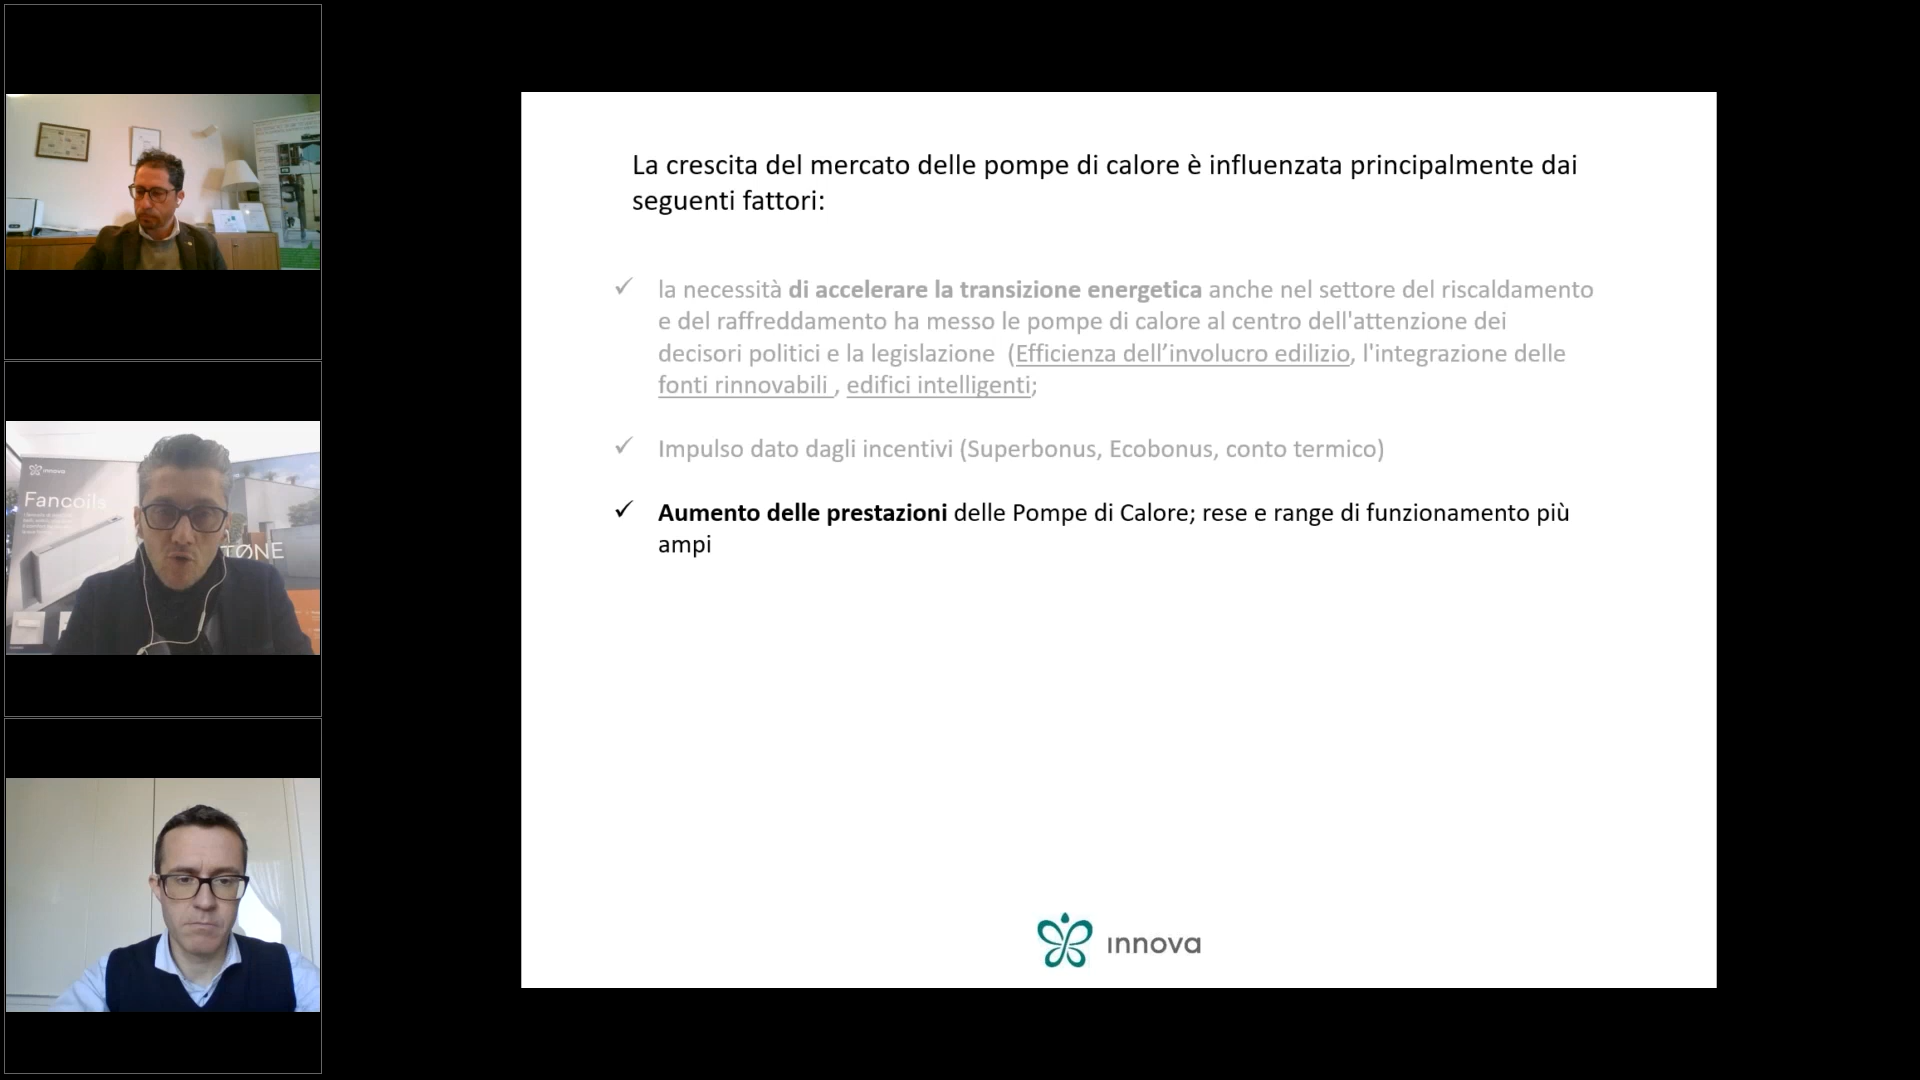 La crescita del mercato delle pompe di calore è influenzata principalmente dai
seguenti fattori:
✓ la necessità di accelerare la transizione energetica anche nel settore del riscaldamento
e del raffreddamento ha messo le pompe di calore al centro dell'attenzione dei
decisori politici e la legislazione (Efficienza dell’involucro edilizio, l'integrazione delle
fonti rinnovabili , edifici intelligenti;
✓ Impulso dato dagli incentivi (Superbonus, Ecobonus, conto termico)
✓ Aumento delle prestazioni delle Pompe di Calore; rese e range di funzionamento più
ampi
innova
innova
Fancoils
TONE